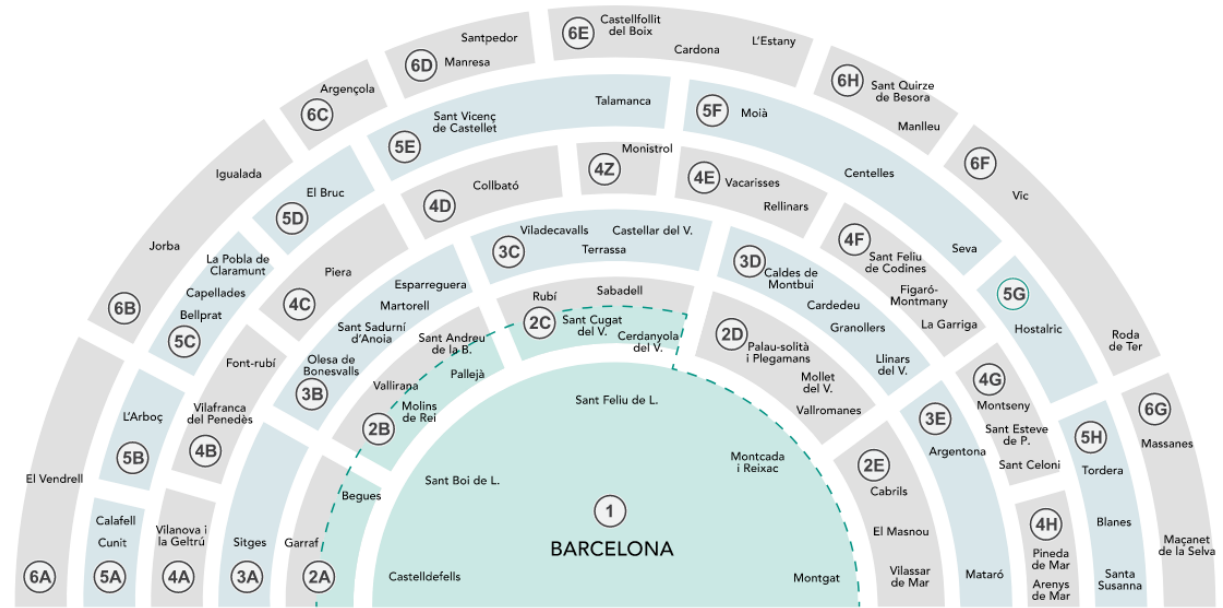 6E
Castellfollit
del Boix
Cardona
L'Estany
6D
Santpedor
Manresa
6H
Sant Quirze
de Besora
Manlleu
6C
Argençola
6F
Vic
Roda
de Ter
6B
Igualada
Jorba
5E
Sant Vicenç
de Castellet
Talamanca
5F
Moià
Centelles
Seva
5D
El Bruc
5C
La Pobla de
Claramunt
Capellades
Bellprat
5G
Hostalric
4Z
Monistrol
4D
Collbató
4E
Vacarisses
Rellinars
4C
Piera
4F
Sant Feliu
de Codines
Figaró-
Montmany
La Garriga
3C
Viladecavalls
Castellar del V.
Terrassa
3D
Caldes de
Montbui
Cardedeu
Granollers
Llinars
del V.
3B
Esparreguera
Martorell
Sant Sadurní
d'Anoia
Olesa de
Bonesvalls
2C
Rubí
Sabadell
Sant Cugat
del V.
Cerdanyola
del V.
2D
Palau-solità
i Plegamans
Mollet
del V.
Vallromanes
2B
Sant Andreu
de la B.
Pallejà
Vallirana
Molins
de Rei
4B
Font-rubí
Vilafranca
del Penedès
5B
L'Arboç
4G
Montseny
Sant Esteve
de P.
Sant Celoni
6G
Massanes
Maçanet
de la Selva
3E
Argentona
Mataró
5H
Tordera
Blanes
Santa
Susanna
2E
Cabrils
El Masnou
Vilassar
de Mar
4H
Pineda
de Mar
Arenys
de Mar
6A
El Vendrell
5A
Calafell
Cunit
4A
Vilanova i
la Geltrú
3A
Sitges
2A
Garraf
Begues
Sant Feliu de L.
Montcada
i Reixac
Sant Boi de L.
1
BARCELONA
Castelldefells
Montgat